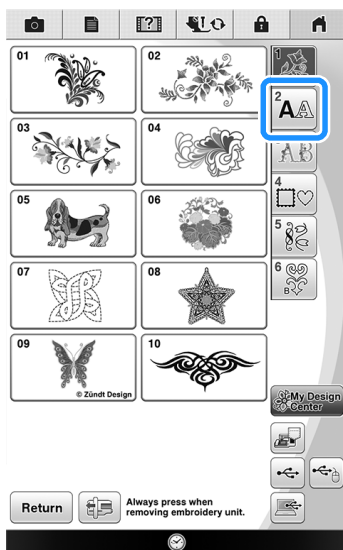 01
02
1
2
AA
03
04
AB
4
05
06
5
6
B
07
08
09
10
© Zündt Design
My Design
Center
Return
Always press when
removing embroidery unit.